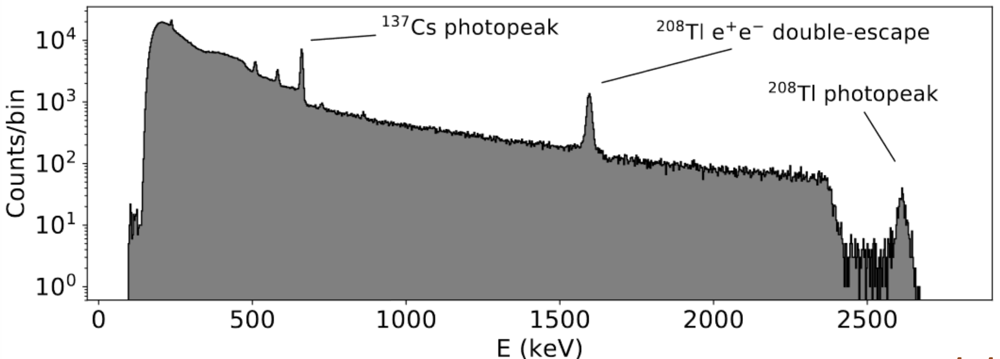 ¹³⁷Cs photopeak
²⁰⁸Tl e⁺e⁻ double-escape
²⁰⁸Tl photopeak
Counts/bin
10⁴
10³
10²
10¹
10⁰
0 500 1000 1500 2000 2500
E (keV)